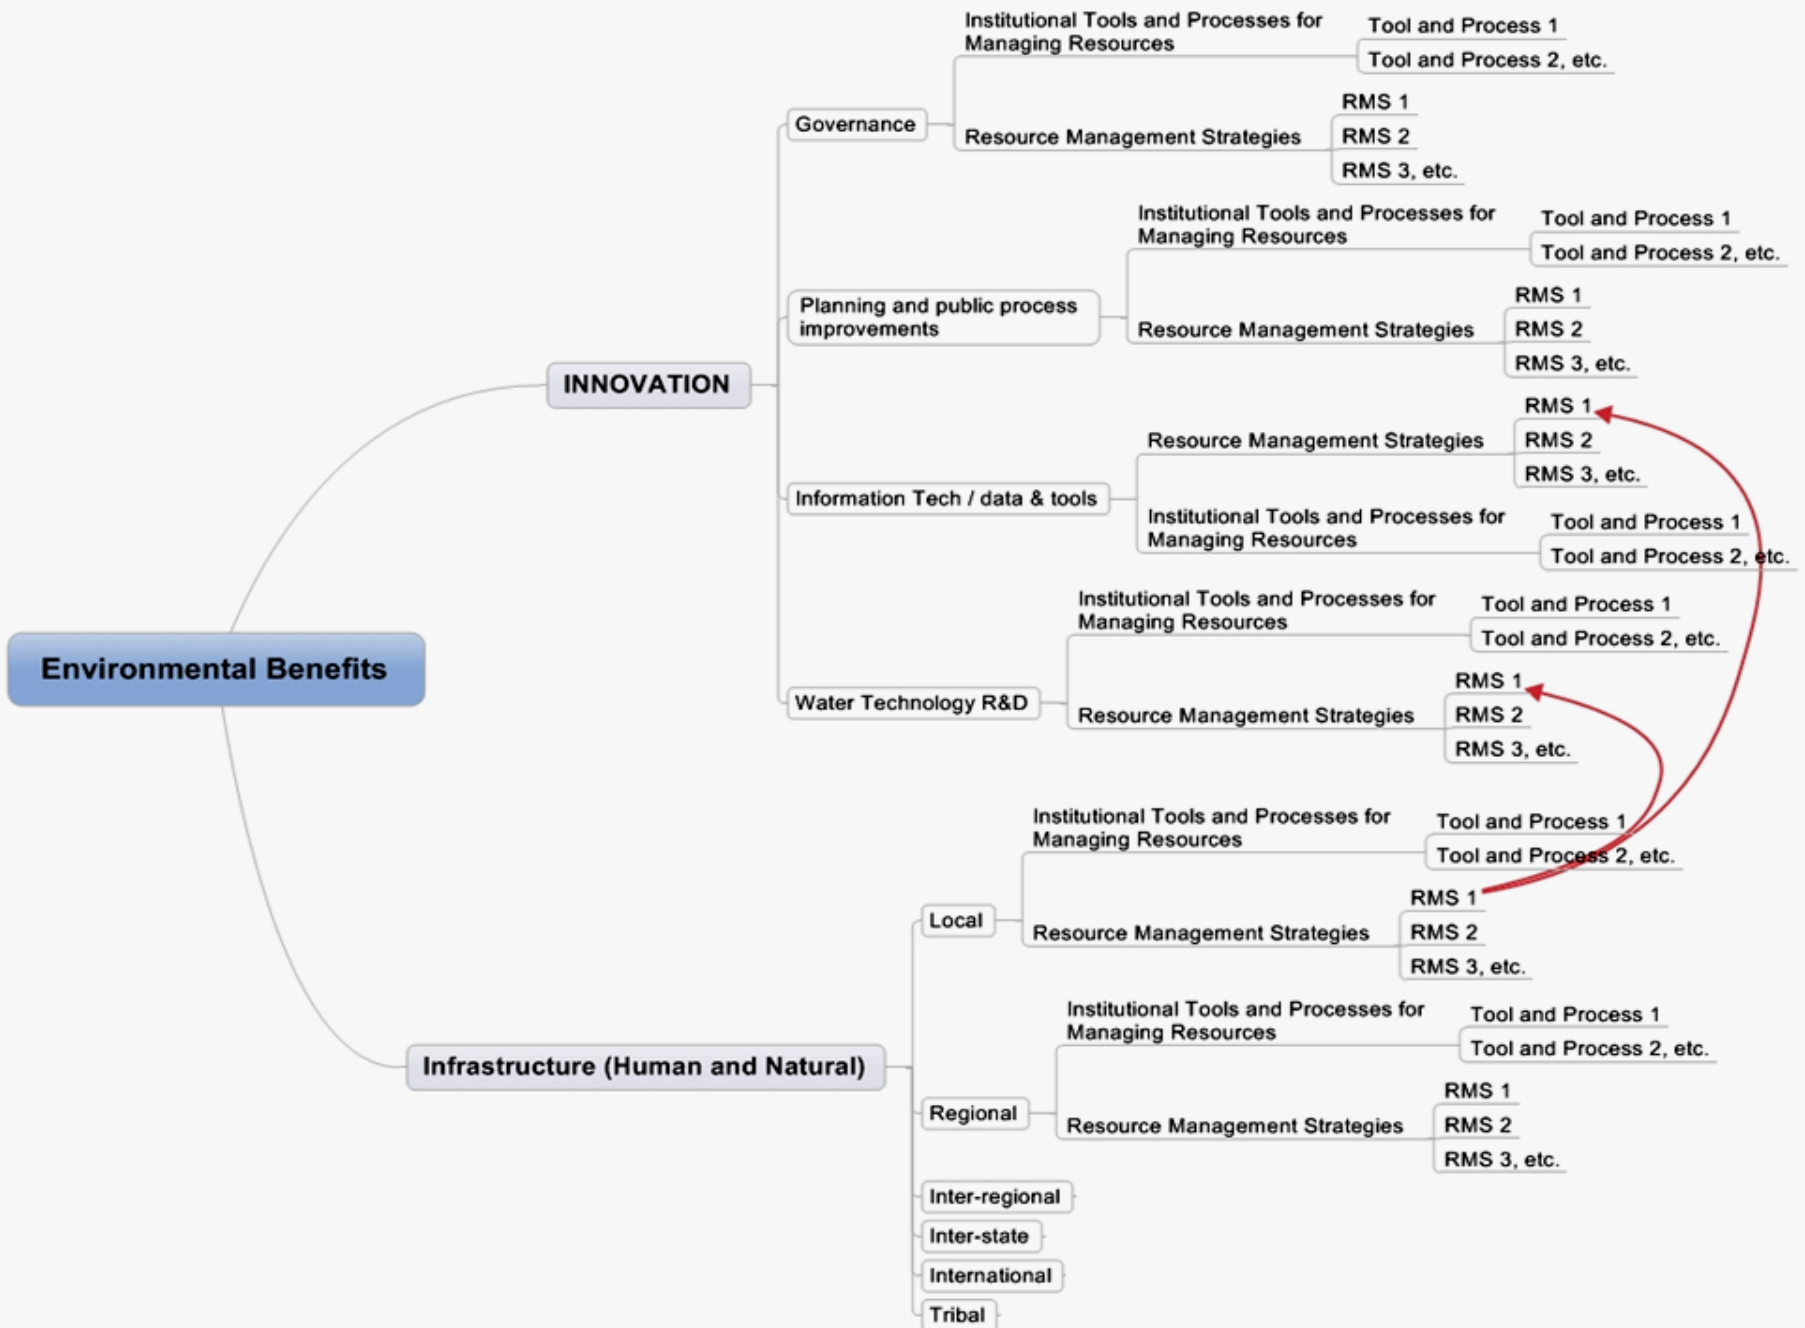 Institutional Tools and Processes for
Managing Resources
Tool and Process 1
Tool and Process 2, etc.
Governance
Resource Management Strategies
RMS 1
RMS 2
RMS 3, etc.
Institutional Tools and Processes for
Managing Resources
Tool and Process 1
Tool and Process 2, etc.
Planning and public process
improvements
Resource Management Strategies
RMS 1
RMS 2
RMS 3, etc.
INNOVATION
Resource Management Strategies
RMS 1
RMS 2
RMS 3, etc.
Information Tech / data & tools
Institutional Tools and Processes for
Managing Resources
Tool and Process 1
Tool and Process 2, etc.
Institutional Tools and Processes for
Managing Resources
Tool and Process 1
Tool and Process 2, etc.
Environmental Benefits
Water Technology R&D
Resource Management Strategies
RMS 1
RMS 2
RMS 3, etc.
Institutional Tools and Processes for
Managing Resources
Tool and Process 1
Tool and Process 2, etc.
Local
Resource Management Strategies
RMS 1
RMS 2
RMS 3, etc.
Institutional Tools and Processes for
Managing Resources
Tool and Process 1
Tool and Process 2, etc.
Infrastructure (Human and Natural)
Regional
Resource Management Strategies
RMS 1
RMS 2
RMS 3, etc.
Inter-regional
Inter-state
International
Tribal